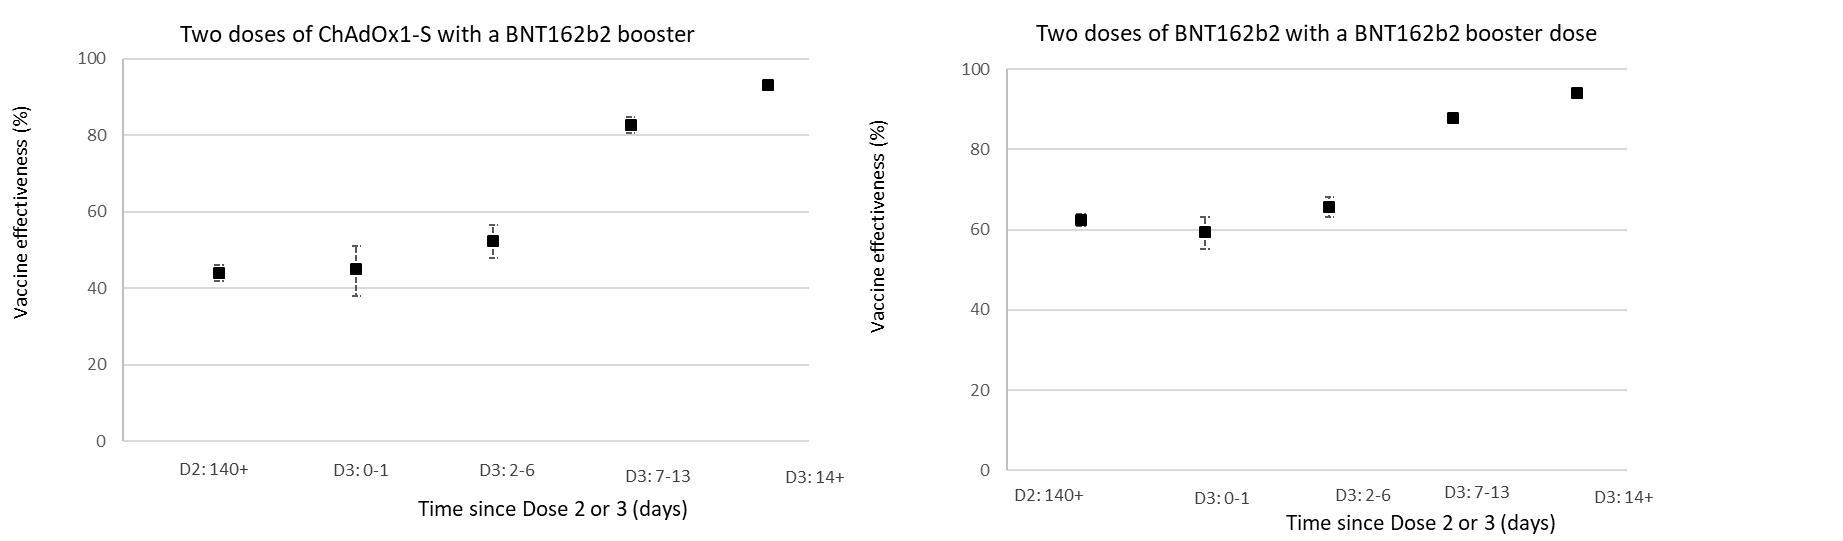 Two doses of ChAdOx1-S with a BNT162b2 booster
100
80
60
40
20
0
Vaccine effectiveness (%)
D2: 140+ D3: 0-1 D3: 2-6 D3: 7-13 D3: 14+
Time since Dose 2 or 3 (days)
Two doses of BNT162b2 with a BNT162b2 booster dose
100
80
60
40
20
0
Vaccine effectiveness (%)
D2: 140+ D3: 0-1 D3: 2-6 D3: 7-13 D3: 14+
Time since Dose 2 or 3 (days)